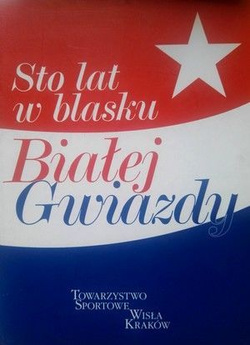 Sto lat
w blasku
Białej
Gwiazdy
TOWARZYSTWO
SPORTOWE
WISŁA
KRAKÓW